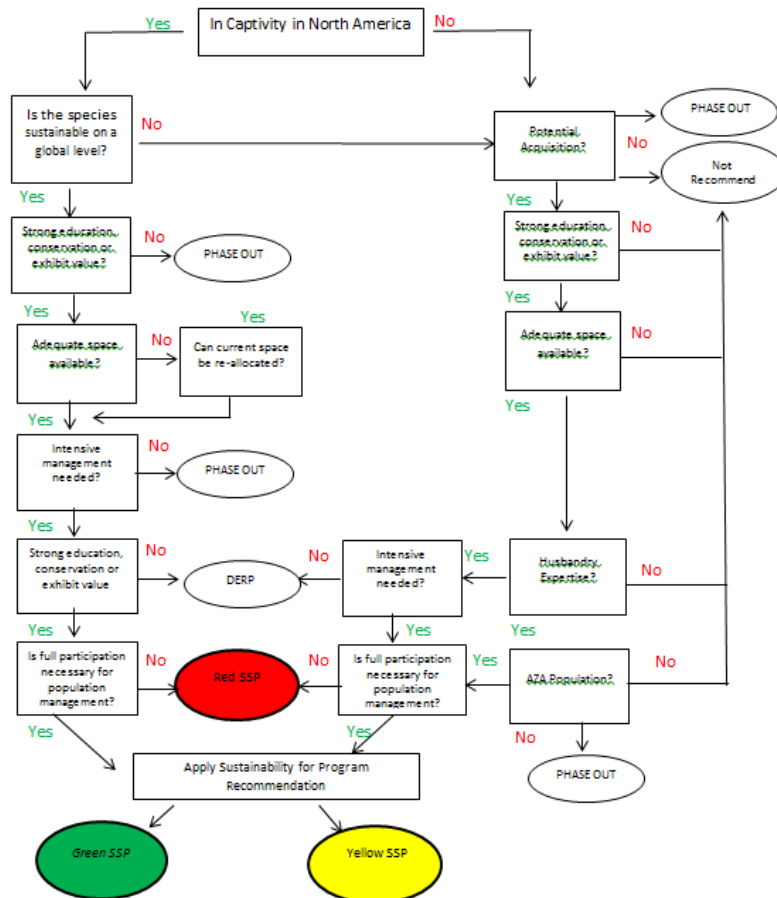 Yes
In Captivity in North America
No
Is the species
sustainable on a
global level?
No
Potential
Acquisition?
PHASE OUT
No
Not
Recommend
Yes
Yes
Strong education,
conservation or
exhibit value?
No
PHASE OUT
Strong education,
conservation or
exhibit value?
No
Yes
Yes
Adequate space
available?
No
Yes
Can current space
be re-allocated?
Adequate space
available?
No
Yes
Yes
Intensive
management
needed?
No
PHASE OUT
Yes
Strong education,
conservation or
exhibit value
No
DERP
No
Intensive
management
needed?
Yes
Husbandry
Expertise?
No
Yes
Yes
Yes
Is full participation
necessary for
population
management?
No
Red SSP
No
Is full participation
necessary for
population
management?
Yes
AZA Population?
No
Yes
Yes
No
PHASE OUT
Apply Sustainability for Program
Recommendation
Green SSP
Yellow SSP